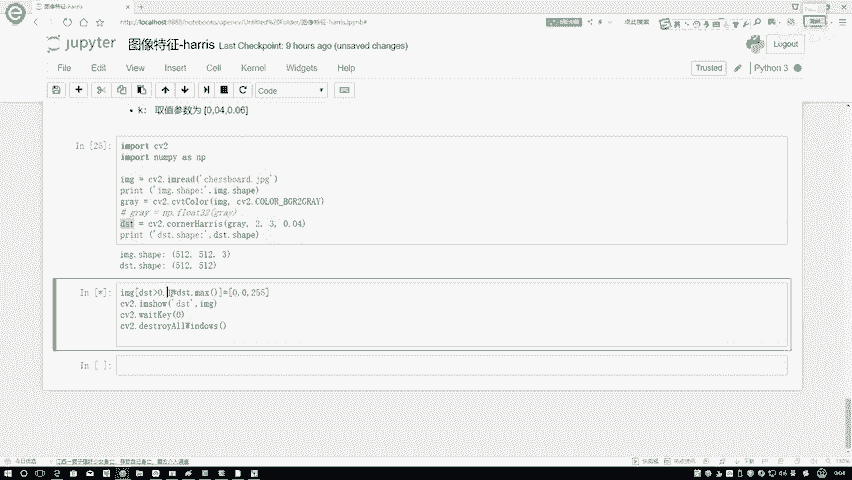 图像特征-harris
http://localhost:8888/notebooks/opencv/Untitled%20Folder/图像特征-harris.ipynb#
jupyter 图像特征-harris Last Checkpoint: 9 hours ago (unsaved changes)
Logout
File Edit View Insert Cell Kernel Widgets Help
Trusted
Python 3
Code
• k: 取值参数为 [0,04,0.06]
In [25]:
import cv2
import numpy as np
img = cv2.imread('chessboard.jpg')
print ('img.shape:',img.shape)
gray = cv2.cvtColor(img, cv2.COLOR_BGR2GRAY)
# gray = np.float32(gray)
dst = cv2.cornerHarris(gray, 2, 3, 0.04)
print ('dst.shape:',dst.shape)
img.shape: (512, 512, 3)
dst.shape: (512, 512)
In [*]:
img[dst>0. *dst.max()]=[0,0,255]
cv2.imshow('dst',img)
cv2.waitKey(0)
cv2.destroyAllWindows()
In [ ]: